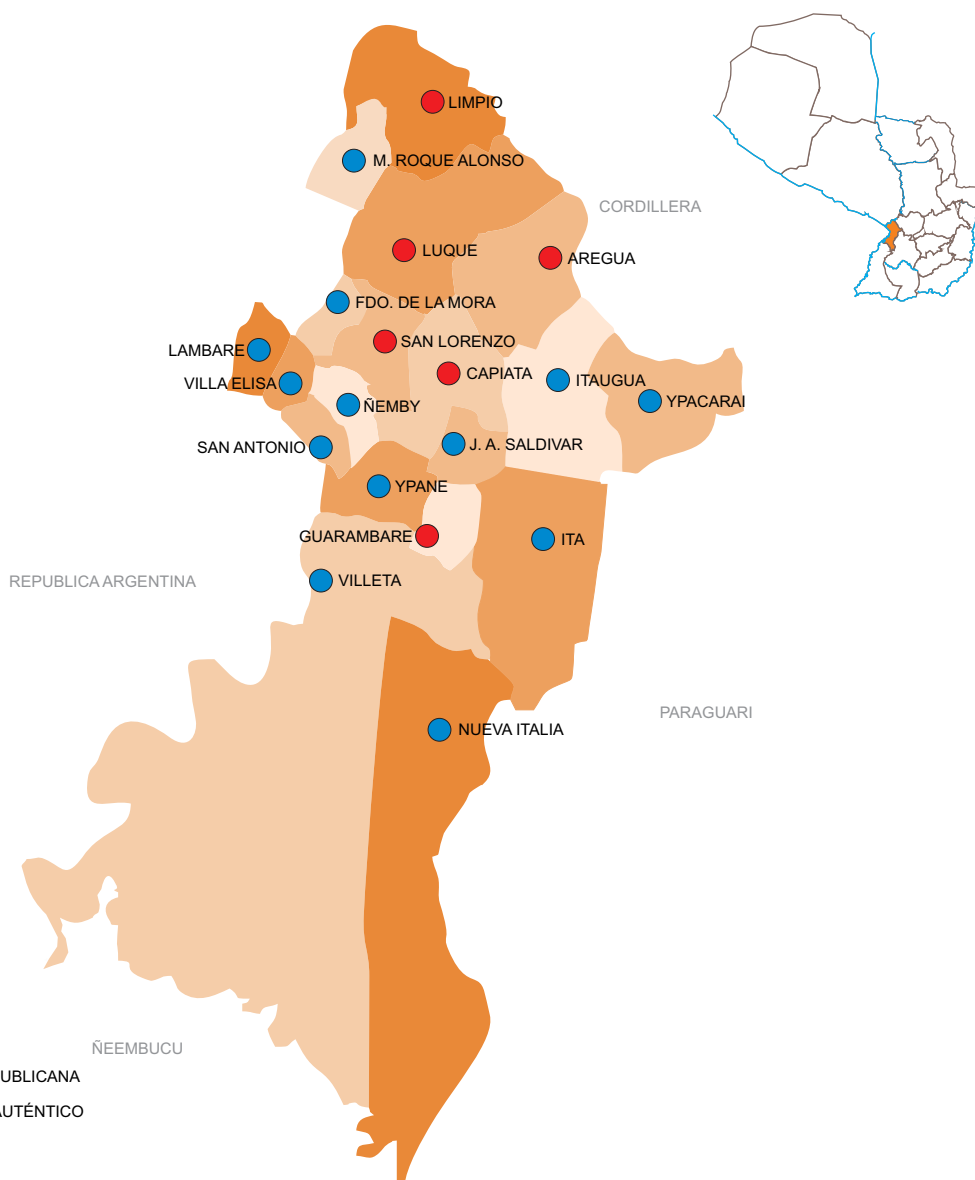 LIMPIO
M. ROQUE ALONSO
CORDILLERA
LUQUE
AREGUA
FDO. DE LA MORA
SAN LORENZO
LAMBARE
CAPIATA
ITAUGUA
VILLA ELISA
YPACARAI
ÑEMBY
SAN ANTONIO
J. A. SALDIVAR
YPANE
GUARAMBARE
ITA
REPUBLICA ARGENTINA
VILLETA
PARAGUARI
NUEVA ITALIA
ÑEEMBUCU
UBLICANA
AUTÉNTICO